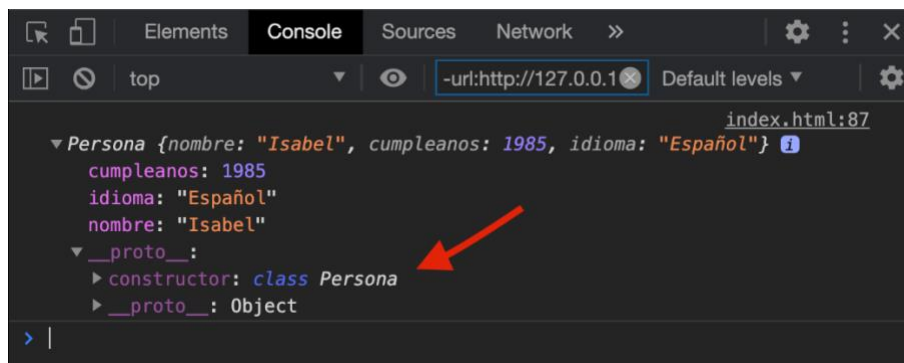 Elements Console Sources Network »
top -url:http://127.0.0.1 Default levels ▼
index.html:87
▼Persona {nombre: "Isabel", cumpleanos: 1985, idioma: "Español"} i
cumpleanos: 1985
idioma: "Español"
nombre: "Isabel"
▼__proto__:
▶constructor: class Persona
▶__proto__: Object
>